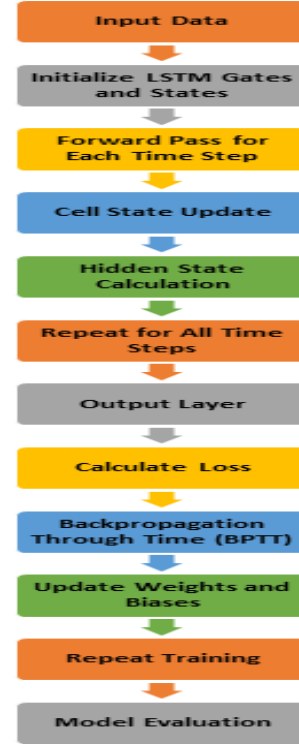 Input Data
Initialize LSTM Gates
and States
Forward Pass for
Each Time Step
Cell State Update
Hidden State
Calculation
Repeat for All Time
Steps
Output Layer
Calculate Loss
Backpropagation
Through Time (BPTT)
Update Weights and
Biases
Repeat Training
Model Evaluation